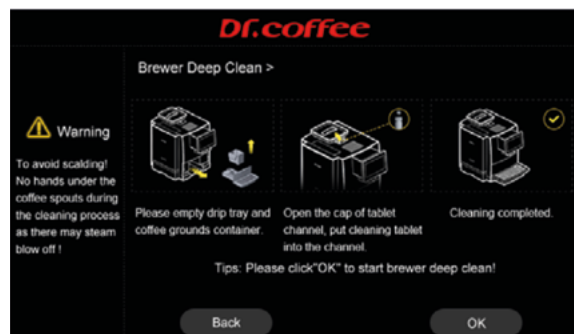 Dr.coffee
Brewer Deep Clean >
Warning
To avoid scalding!
No hands under the
coffee spouts during
the cleaning process
as there may steam
blow off !
Please empty drip tray and
coffee grounds container.
Open the cap of tablet
channel, put cleaning tablet
into the channel.
Cleaning completed.
Tips: Please click"OK" to start brewer deep clean!
Back
OK